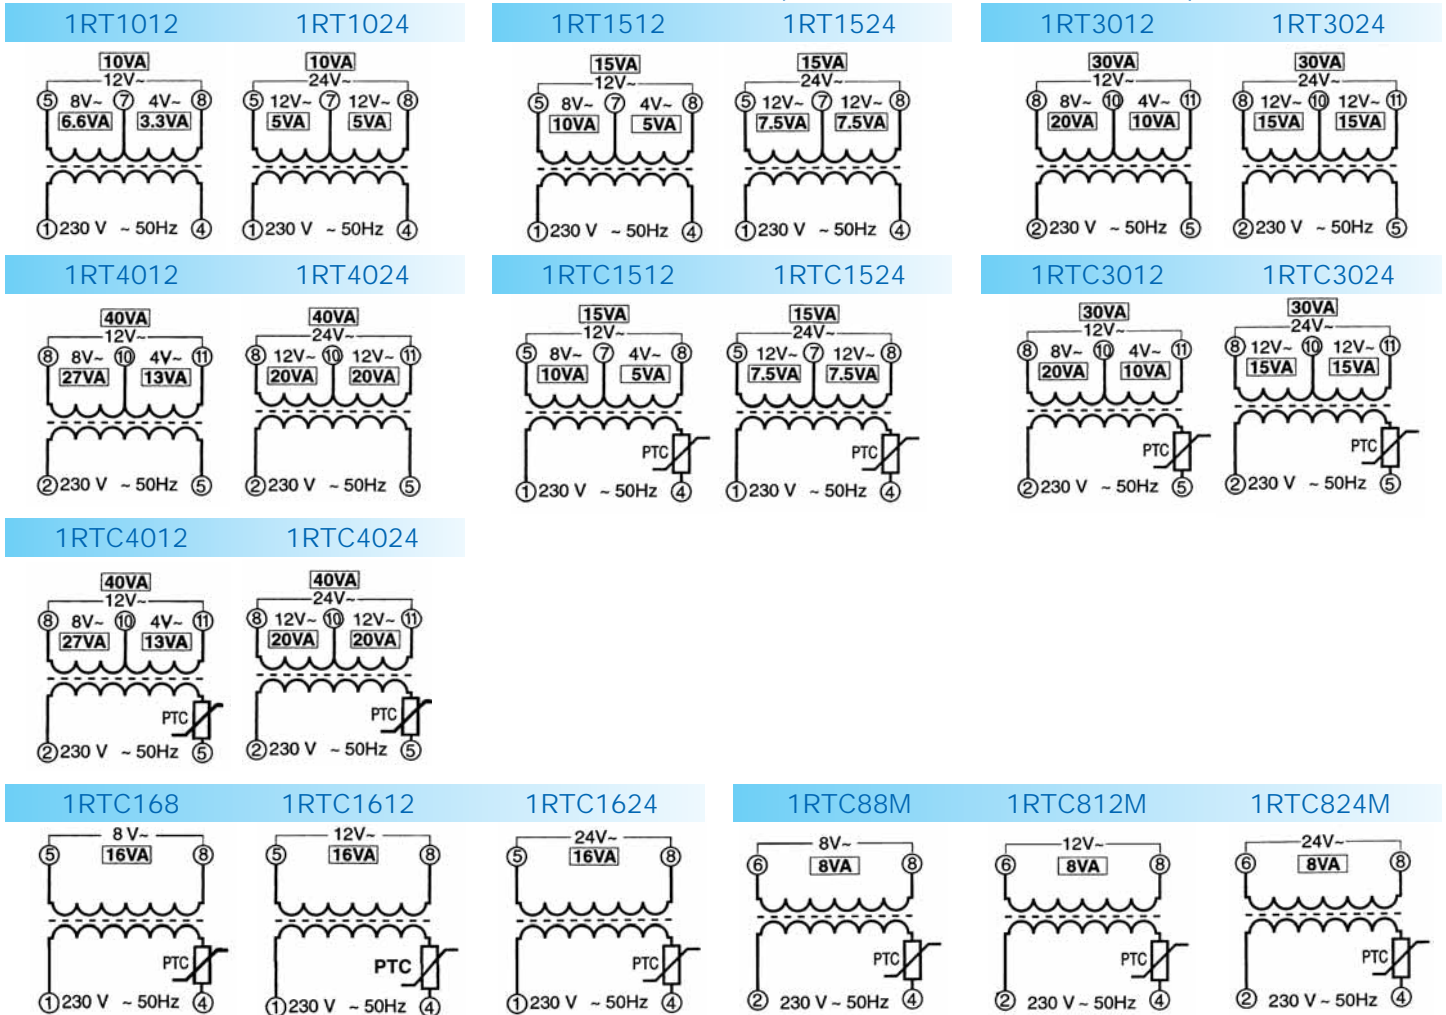 1RT1012 1RT1024 1RT1512 1RT1524 1RT3012 1RT3024
10VA 10VA 15VA 15VA 30VA 30VA
12V~ 24V~ 12V~ 24V~ 12V~ 24V~
5 8V~ 7 4V~ 8 5 12V~ 7 12V~ 8 5 8V~ 7 4V~ 8 5 12V~ 7 12V~ 8 8 8V~ 10 4V~ 11 8 12V~ 10 12V~ 11
6.6VA 3.3VA 5VA 5VA 10VA 5VA 7.5VA 7.5VA 20VA 10VA 15VA 15VA
1 230 V ~ 50Hz 4 1 230 V ~ 50Hz 4 1 230 V ~ 50Hz 4 1 230 V ~ 50Hz 4 2 230 V ~ 50Hz 5 2 230 V ~ 50Hz 5
1RT4012 1RT4024 1RTC1512 1RTC1524 1RTC3012 1RTC3024
40VA 40VA 15VA 15VA 30VA 30VA
12V~ 24V~ 12V~ 24V~ 12V~ 24V~
8 8V~ 10 4V~ 11 8 12V~ 10 12V~ 11 5 8V~ 7 4V~ 8 5 12V~ 7 12V~ 8 8 8V~ 10 4V~ 11 8 12V~ 10 12V~ 11
27VA 13VA 20VA 20VA 10VA 5VA 7.5VA 7.5VA 20VA 10VA 15VA 15VA
PTC PTC PTC PTC
2 230 V ~ 50Hz 5 2 230 V ~ 50Hz 5 1 230 V ~ 50Hz 4 1 230 V ~ 50Hz 4 2 230 V ~ 50Hz 5 2 230 V ~ 50Hz 5
1RTC4012 1RTC4024
40VA 40VA
12V~ 24V~
8 8V~ 10 4V~ 11 8 12V~ 10 12V~ 11
27VA 13VA 20VA 20VA
PTC PTC
2 230 V ~ 50Hz 5 2 230 V ~ 50Hz 5
1RTC168 1RTC1612 1RTC1624 1RTC88M 1RTC812M 1RTC824M
8 V~ 12V~ 24V~ 8V~ 12V~ 24V~
5 16VA 8 5 16VA 8 5 16VA 8 6 8VA 8 6 8VA 8 6 8VA 8
PTC PTC PTC PTC PTC PTC
1 230 V ~ 50Hz 4 1 230 V ~ 50Hz 4 1 230 V ~ 50Hz 4 2 230 V ~ 50Hz 4 2 230 V ~ 50Hz 4 2 230 V ~ 50Hz 4